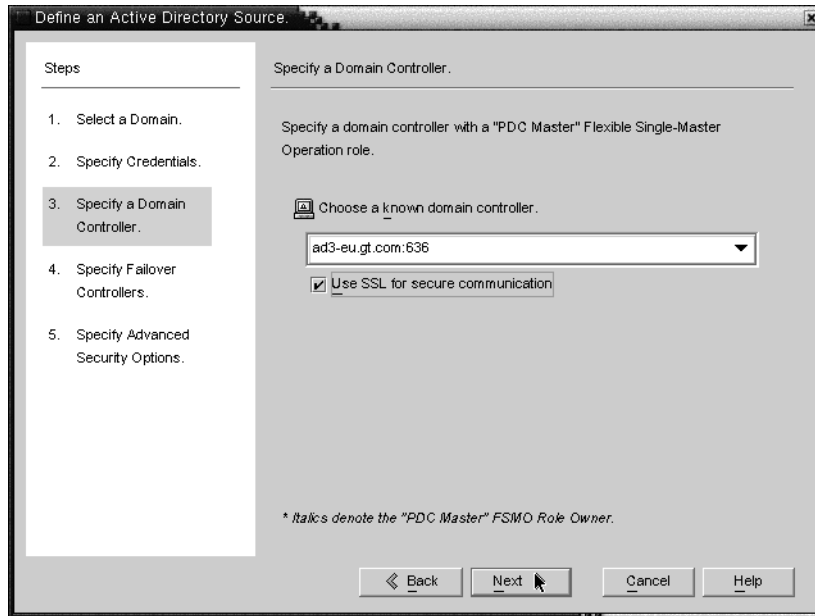 Define an Active Directory Source.
Steps
1. Select a Domain.
2. Specify Credentials.
3. Specify a Domain
Controller.
4. Specify Failover
Controllers.
5. Specify Advanced
Security Options.
Specify a Domain Controller.
Specify a domain controller with a "PDC Master" Flexible Single-Master
Operation role.
Choose a known domain controller.
ad3-eu.gt.com:636
Use SSL for secure communication
* Italics denote the "PDC Master" FSMO Role Owner.
Back
Next
Cancel
Help